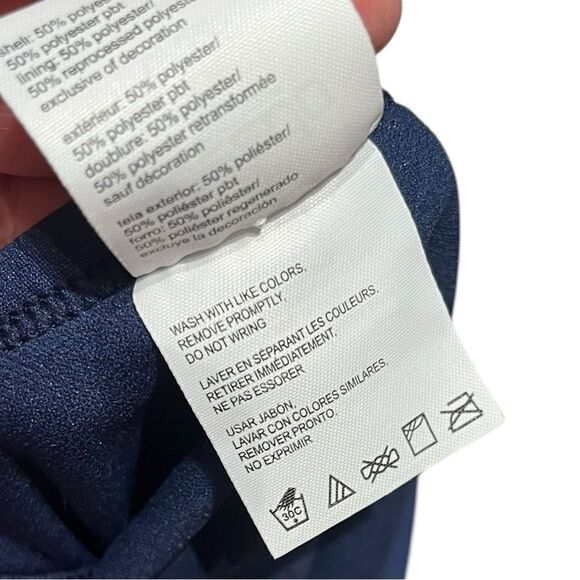 shell: 50% polyester/
50% polyester pbt
lining: 50% polyester/
50% reprocessed polyester
exclusive of decoration
extérieur: 50% polyester/
50% polyester pbt
doublure: 50% polyester/
50% polyester retransformée
sauf décoration
tela exterior: 50% poliéster/
50% poliéster pbt
forro: 50% poliéster/
50% poliéster regenerado
excluye la decoración
WASH WITH LIKE COLORS.
REMOVE PROMPTLY.
DO NOT WRING
LAVER EN SEPARANT LES COULEURS.
RETIRER IMMÉDIATEMENT.
NE PAS ESSORER
USAR JABÓN.
LAVAR CON COLORES SIMILARES.
REMOVER PRONTO.
NO EXPRIMIR
30C